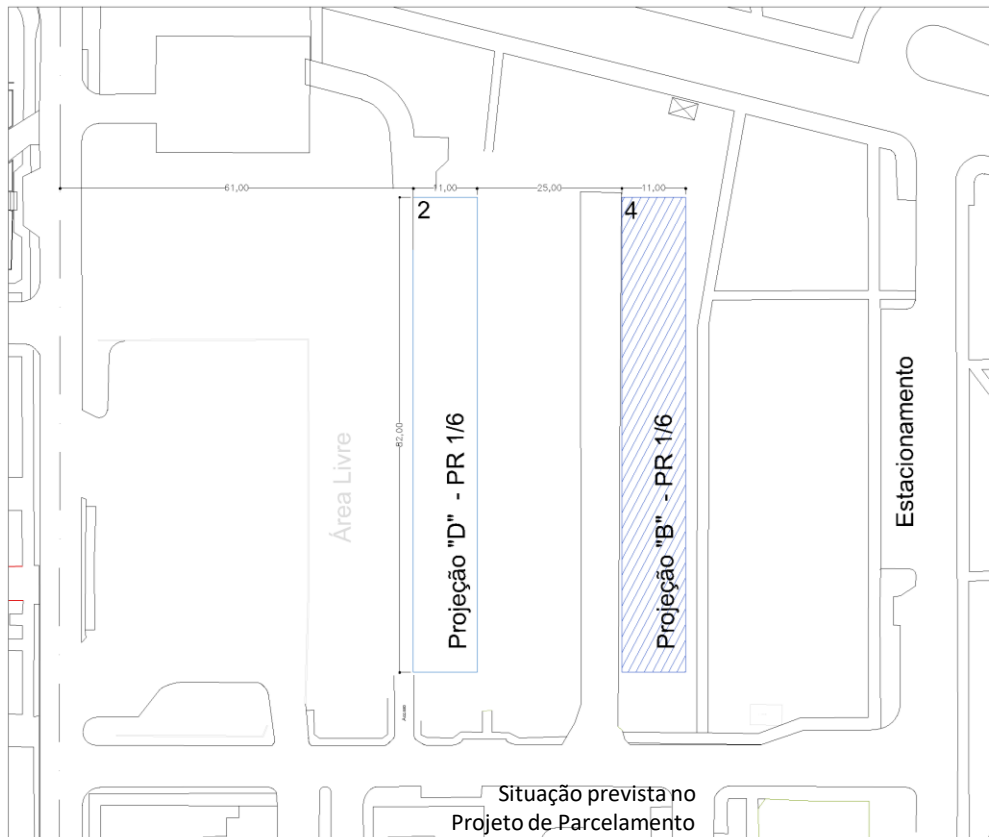 61,00
11,00
25,00
11,00
2
4
82,00
Área Livre
Projeção "D" - PR 1/6
Projeção "B" - PR 1/6
Estacionamento
Situação prevista no
Projeto de Parcelamento